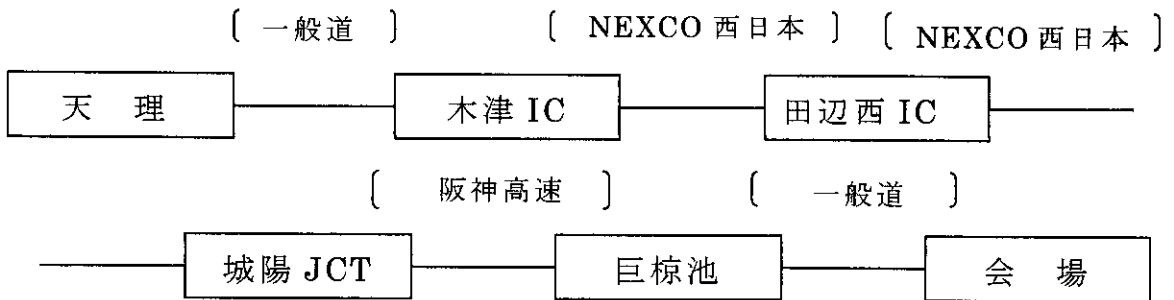 〔 一般道 〕 〔 NEXCO 西日本 〕 〔 NEXCO 西日本 〕
天 理 木津 IC 田辺西 IC
〔 阪神高速 〕 〔 一般道 〕
城陽 JCT 巨椋池 会 場